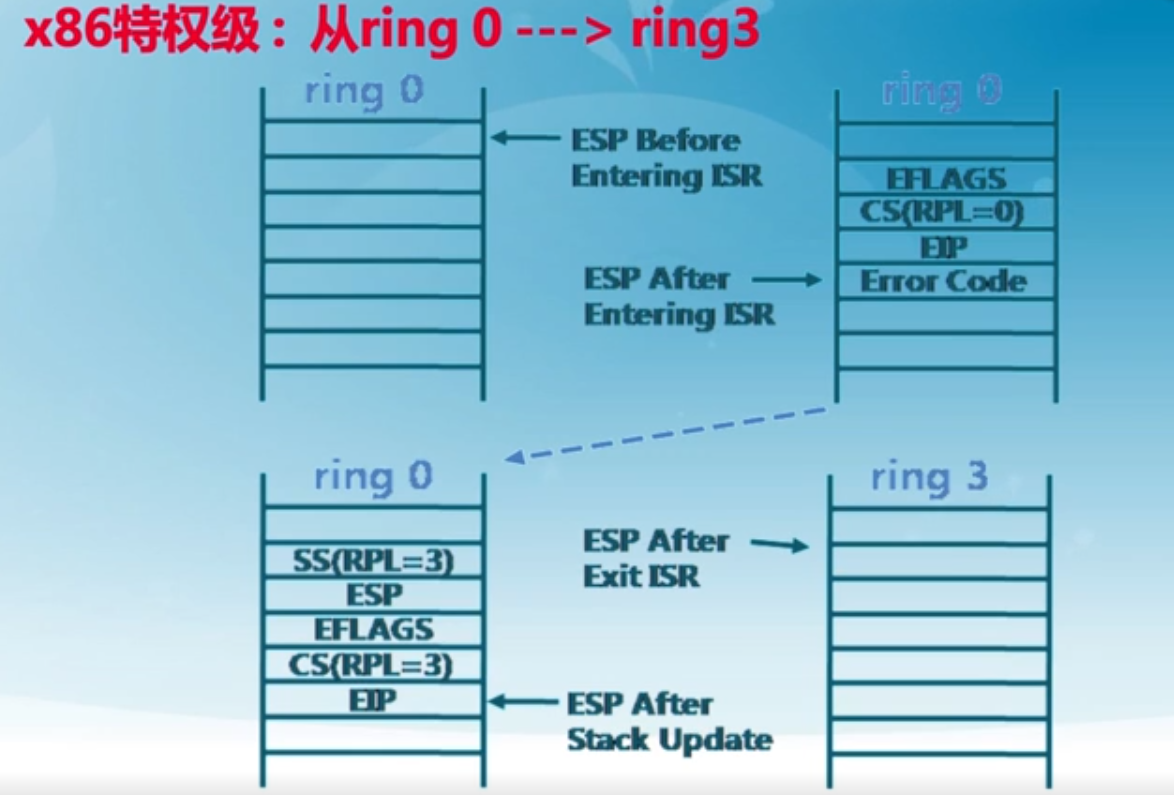 x86特权级：从ring 0 ---> ring3
ring 0
ESP Before
Entering ISR
ESP After
Entering ISR
ring 0
EFLAGS
CS(RPL=0)
EIP
Error Code
ring 0
SS(RPL=3)
ESP
EFLAGS
CS(RPL=3)
EIP
ESP After
Exit ISR
ESP After
Stack Update
ring 3